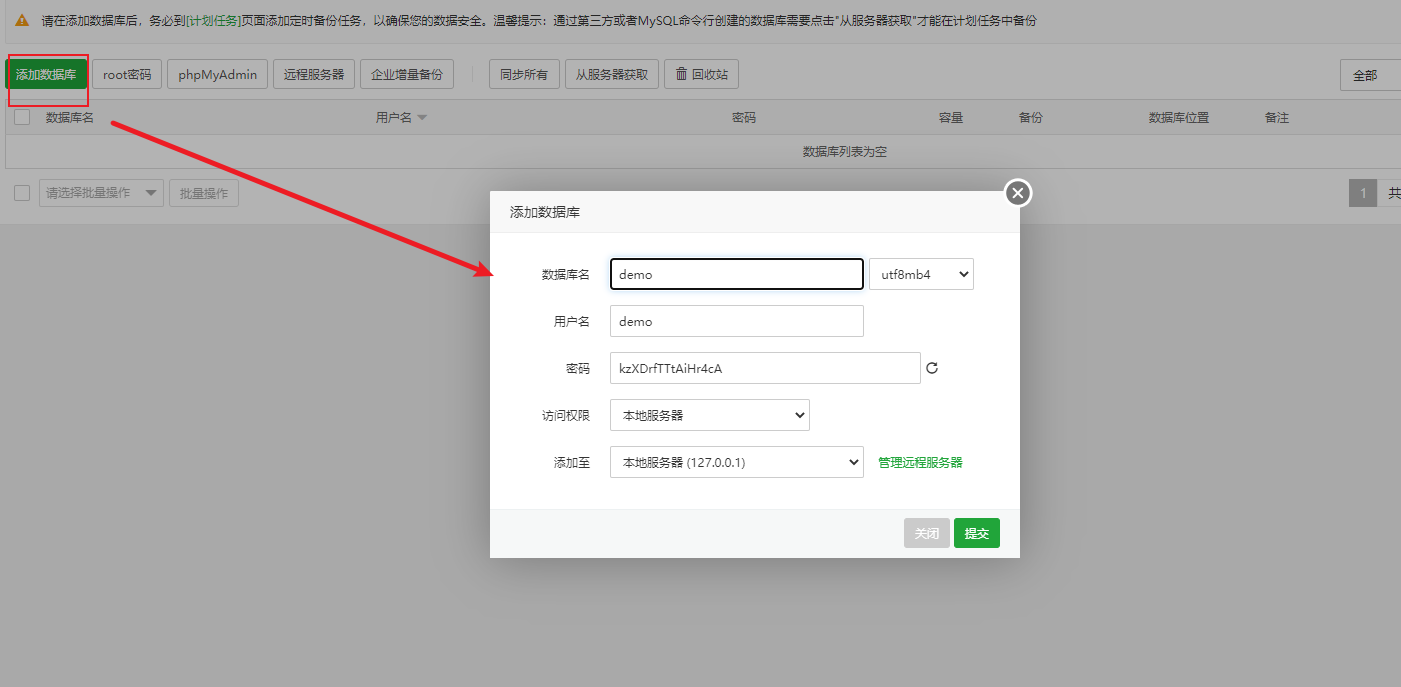 请在添加数据库后，务必到[计划任务]页面添加定时备份任务，以确保您的数据安全。温馨提示：通过第三方或者MySQL命令行创建的数据库需要点击"从服务器获取"才能在计划任务中备份
添加数据库 root密码 phpMyAdmin 远程服务器 企业增量备份 同步所有 从服务器获取 回收站 全部
数据库名 用户名 密码 容量 备份 数据库位置 备注
数据库列表为空
请选择批量操作 批量操作 1 共
添加数据库
数据库名 demo utf8mb4
用户名 demo
密码 kzXDrfTTtAiHr4cA
访问权限 本地服务器
添加至 本地服务器 (127.0.0.1) 管理远程服务器
关闭 提交